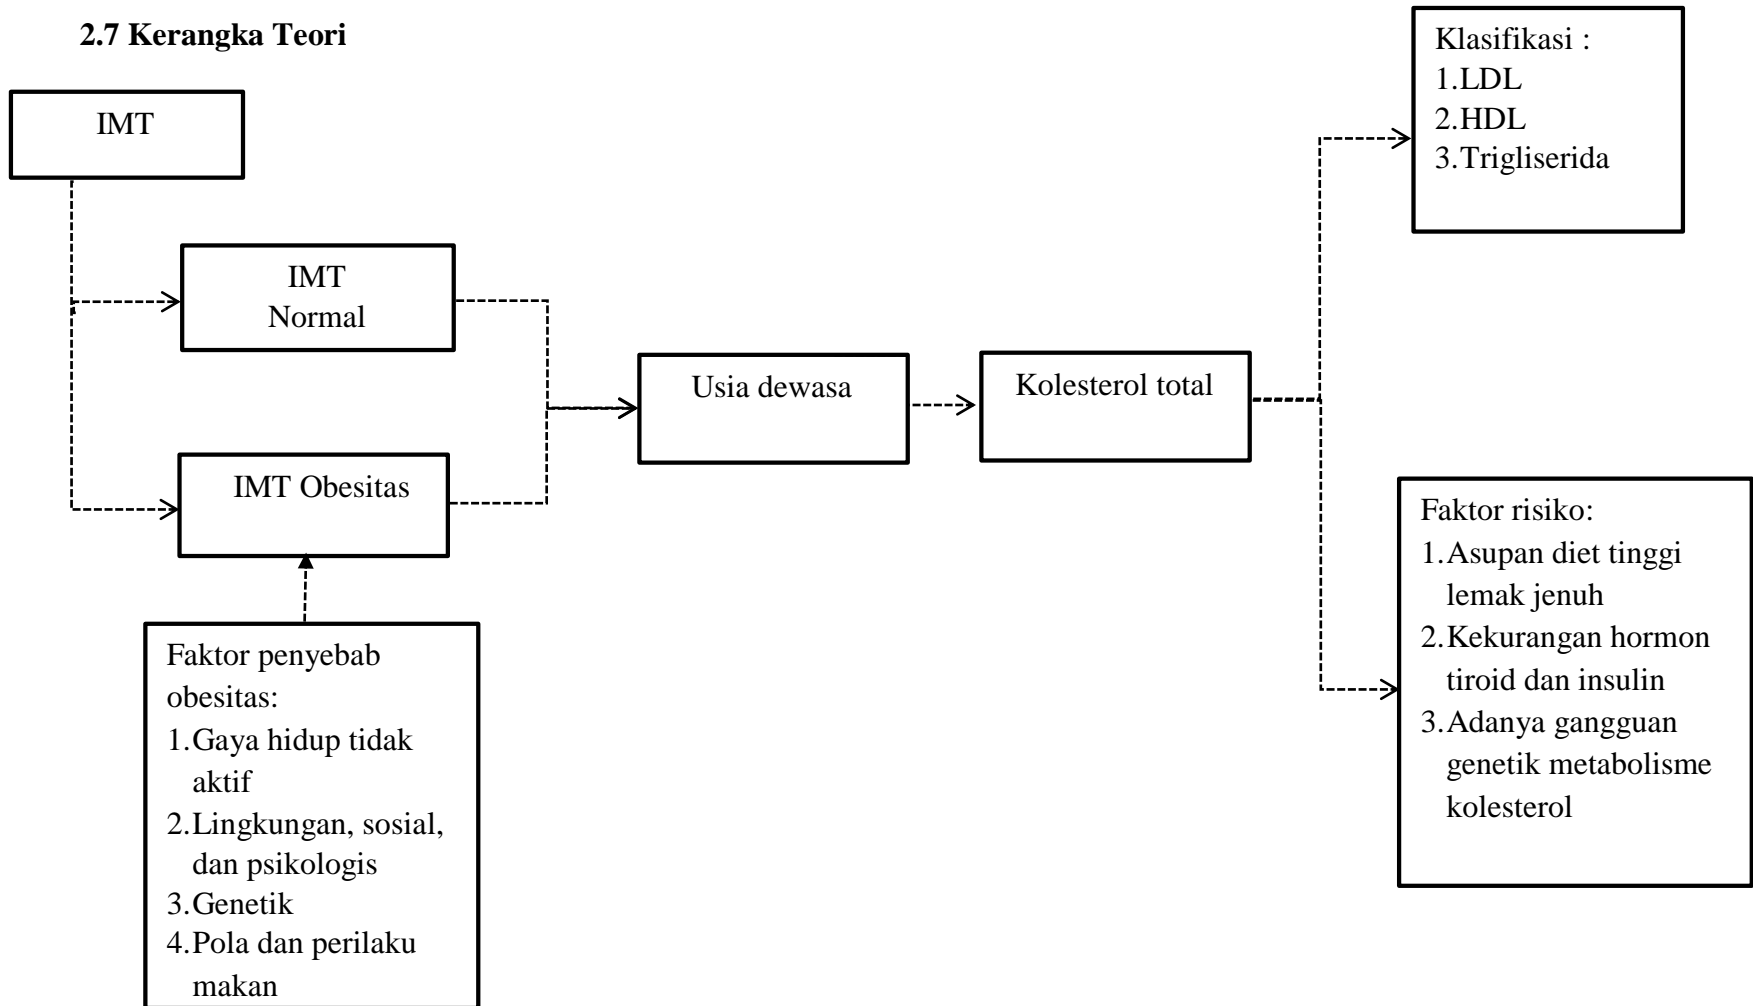 2.7 Kerangka Teori
IMT
IMT
Normal
IMT Obesitas
Faktor penyebab
obesitas:
1.Gaya hidup tidak
aktif
2.Lingkungan, sosial,
dan psikologis
3.Genetik
4.Pola dan perilaku
makan
Usia dewasa
Kolesterol total
Klasifikasi :
1.LDL
2.HDL
3.Trigliserida
Faktor risiko:
1.Asupan diet tinggi
lemak jenuh
2.Kekurangan hormon
tiroid dan insulin
3.Adanya gangguan
genetik metabolisme
kolesterol